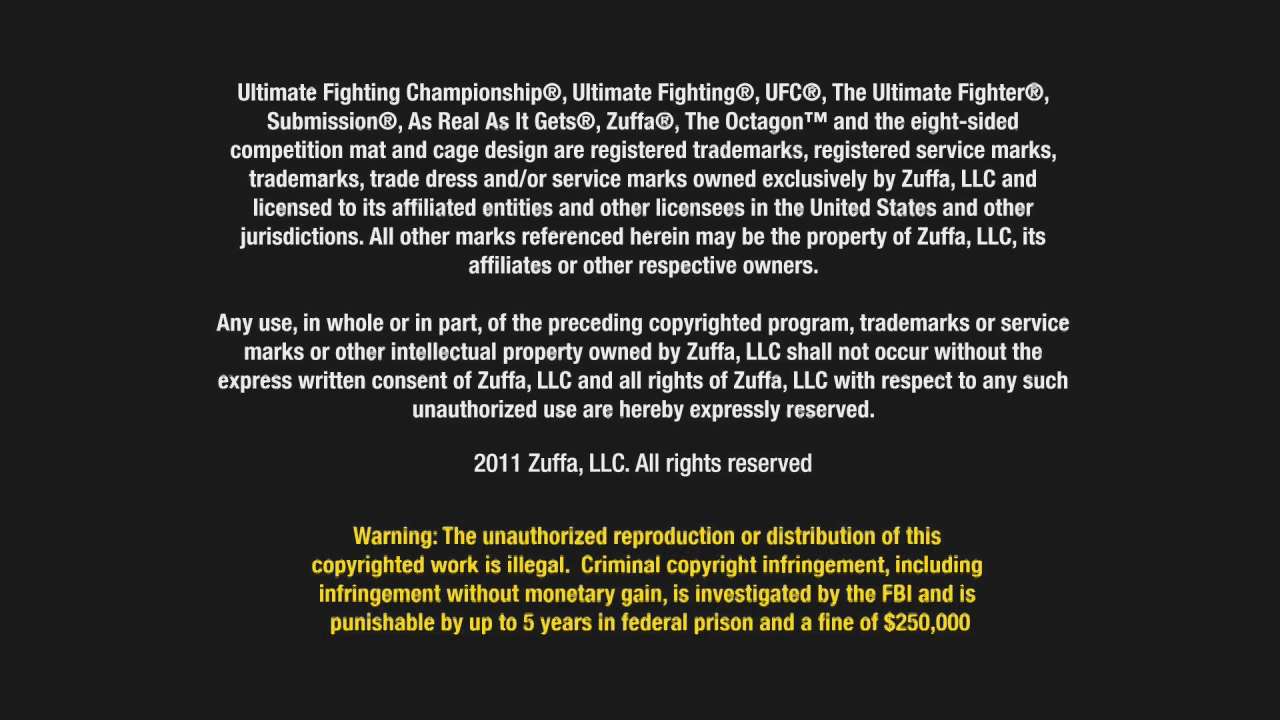 Ultimate Fighting Championship®, Ultimate Fighting®, UFC®, The Ultimate Fighter®,
Submission®, As Real As It Gets®, Zuffa®, The Octagon™ and the eight-sided
competition mat and cage design are registered trademarks, registered service marks,
trademarks, trade dress and/or service marks owned exclusively by Zuffa, LLC and
licensed to its affiliated entities and other licensees in the United States and other
jurisdictions. All other marks referenced herein may be the property of Zuffa, LLC, its
affiliates or other respective owners.
Any use, in whole or in part, of the preceding copyrighted program, trademarks or service
marks or other intellectual property owned by Zuffa, LLC shall not occur without the
express written consent of Zuffa, LLC and all rights of Zuffa, LLC with respect to any such
unauthorized use are hereby expressly reserved.
2011 Zuffa, LLC. All rights reserved
Warning: The unauthorized reproduction or distribution of this
copyrighted work is illegal.  Criminal copyright infringement, including
infringement without monetary gain, is investigated by the FBI and is
punishable by up to 5 years in federal prison and a fine of $250,000